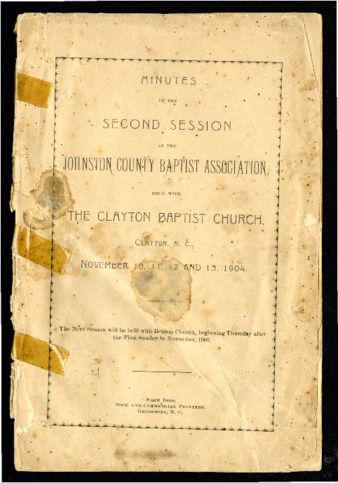 MINUTES
OF THE
SECOND SESSION
OF THE
JOHNSTON COUNTY BAPTIST ASSOCIATION,
HELD WITH
THE CLAYTON BAPTIST CHURCH,
CLAYTON, N. C.,
NOVEMBER 10, 11, 12 AND 13, 1904.
The Next Session will be held with Benson Church, beginning Thursday after
the First Sunday in November, 1905.
NASH BROS.
BOOK AND COMMERCIAL PRINTERS,
GOLDSBORO, N. C.